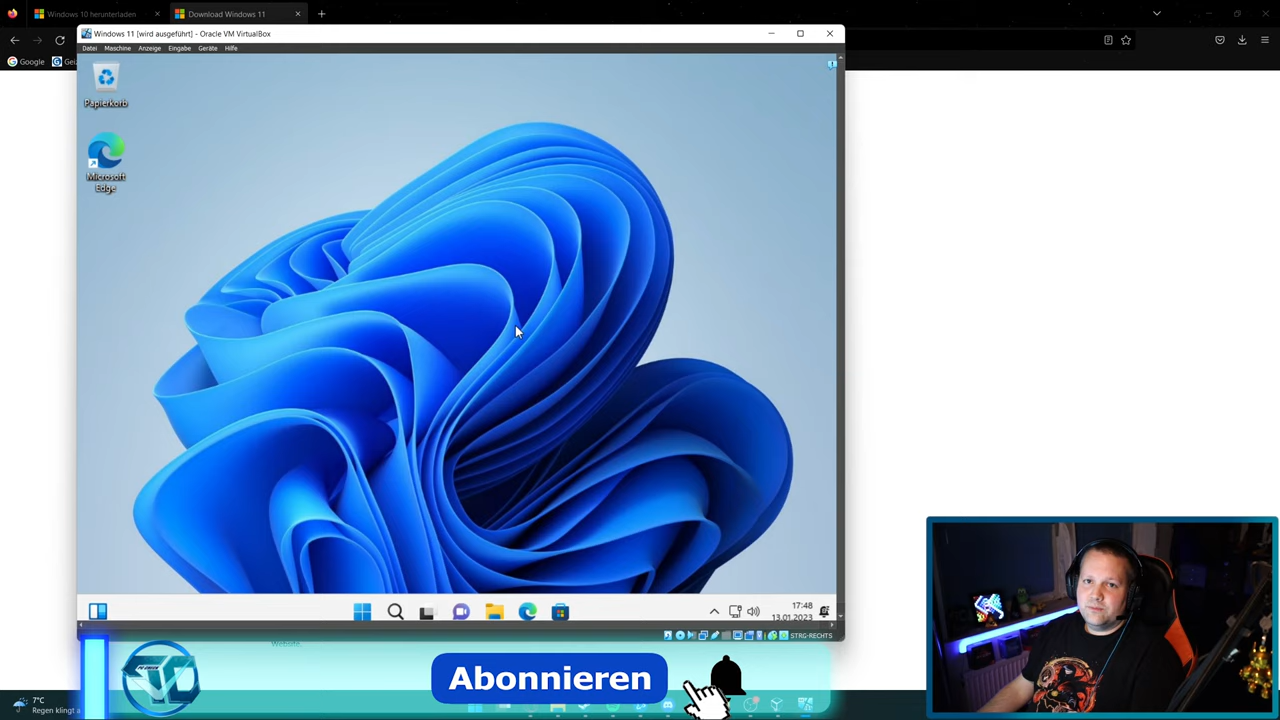 Windows 10 herunterladen
Download Windows 11
Windows 11 [wird ausgeführt] - Oracle VM VirtualBox
Datei Maschine Anzeige Eingabe Geräte Hilfe
Google
Papierkorb
Microsoft
Edge
17:48
13.01.2023
STRG-RECHTS
Website.
Abonnieren
7°C
Regen klingt a